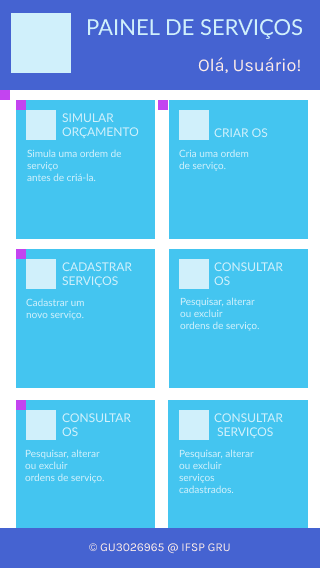 PAINEL DE SERVIÇOS
Olá, Usuário!
SIMULAR
ORÇAMENTO
Simula uma ordem de
serviço
antes de criá-la.
CRIAR OS
Cria uma ordem
de serviço.
CADASTRAR
SERVIÇOS
Cadastrar um
novo serviço.
CONSULTAR
OS
Pesquisar, alterar
ou excluir
ordens de serviço.
CONSULTAR
OS
Pesquisar, alterar
ou excluir
ordens de serviço.
CONSULTAR
SERVIÇOS
Pesquisar, alterar
ou excluir
serviços
cadastrados.
© GU3026965 @ IFSP GRU